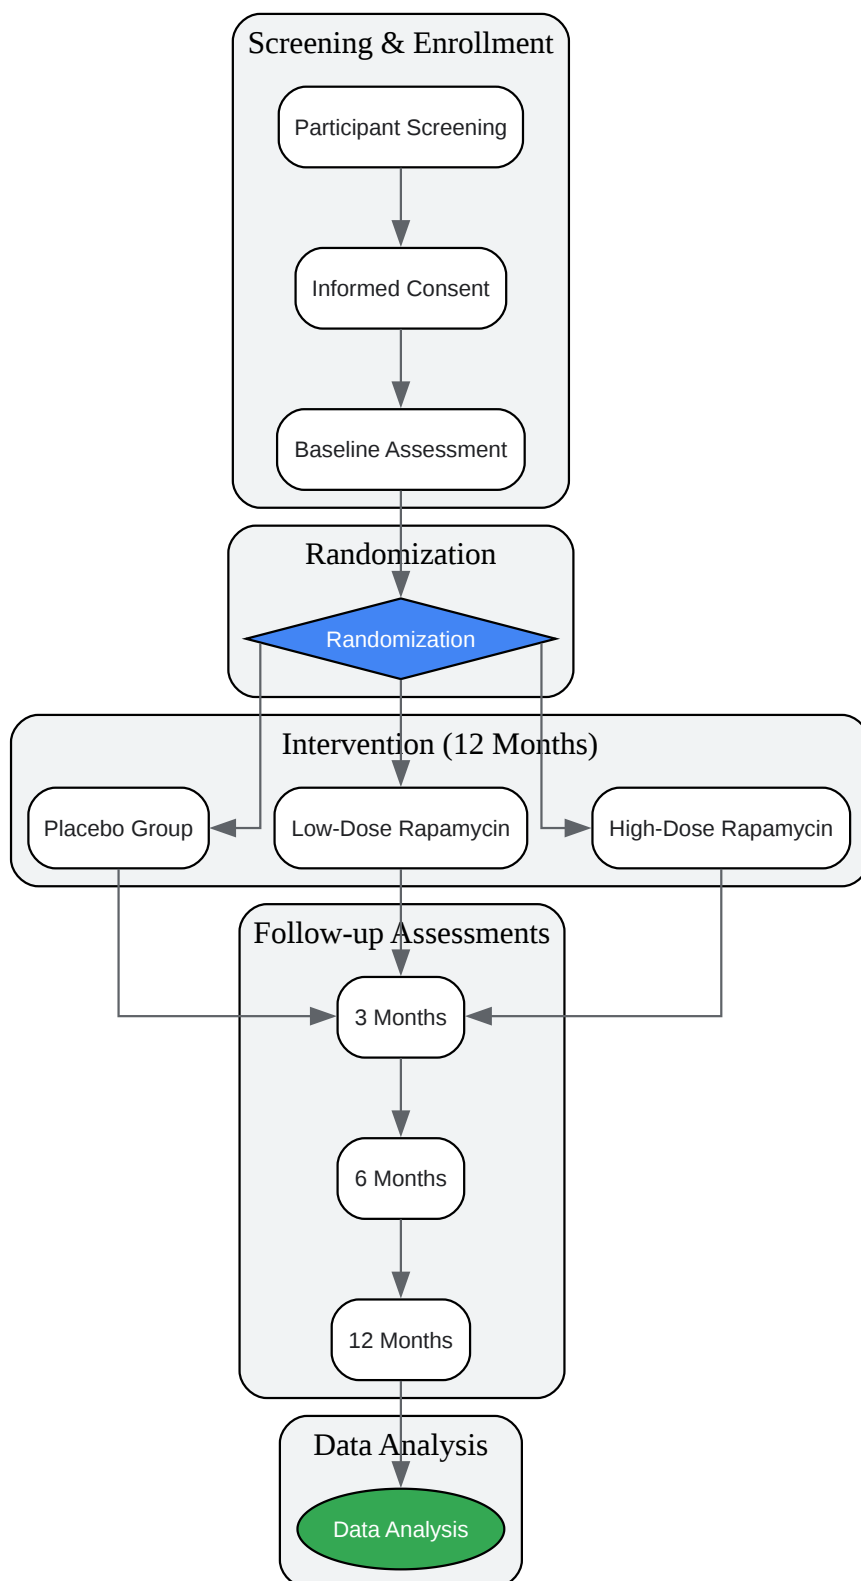 Screening & Enrollment
Participant Screening
Informed Consent
Baseline Assessment
Randomization
Randomization
Intervention (12 Months)
Placebo Group
Low-Dose Rapamycin
High-Dose Rapamycin
Follow-up Assessments
3 Months
6 Months
12 Months
Data Analysis
Data Analysis